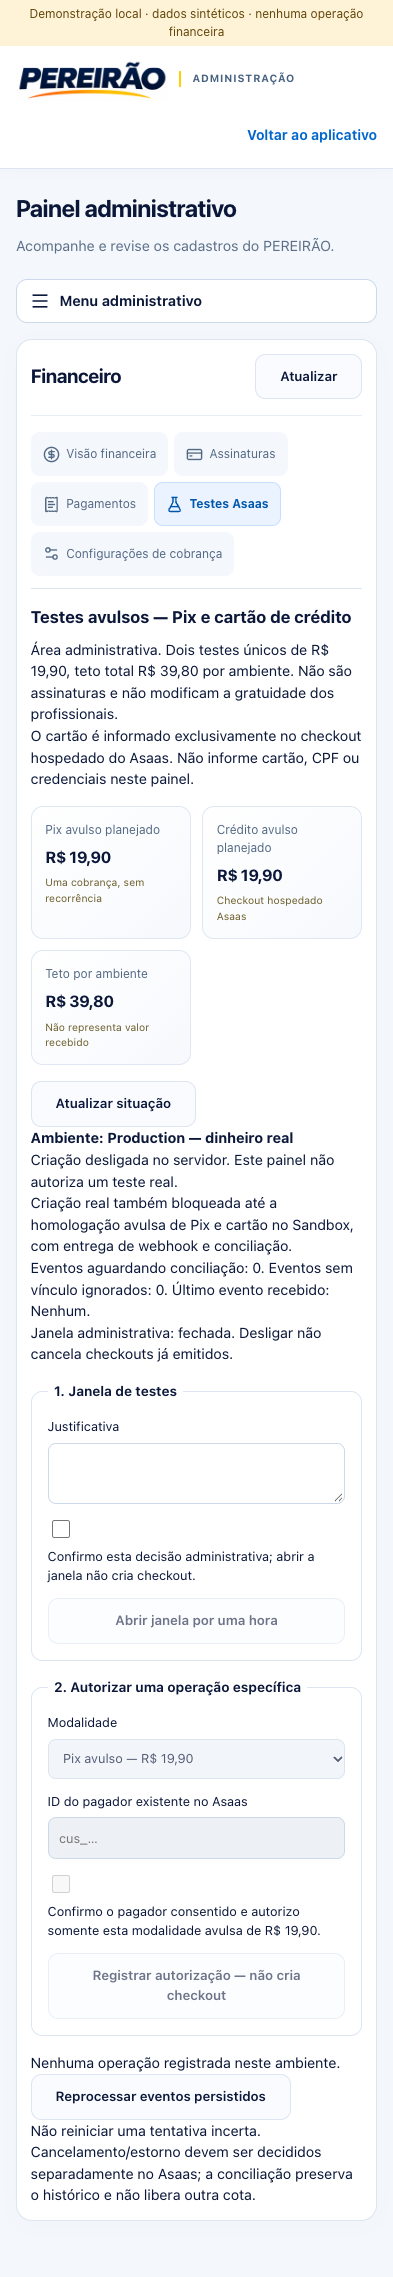 Demonstração local · dados sintéticos · nenhuma operação
financeira
PEREIRÃO
ADMINISTRAÇÃO
Voltar ao aplicativo
Painel administrativo
Acompanhe e revise os cadastros do PEREIRÃO.
Menu administrativo
Financeiro
Atualizar
Visão financeira
Assinaturas
Pagamentos
Testes Asaas
Configurações de cobrança
Testes avulsos — Pix e cartão de crédito
Área administrativa. Dois testes únicos de R$
19,90, teto total R$ 39,80 por ambiente. Não são
assinaturas e não modificam a gratuidade dos
profissionais.
O cartão é informado exclusivamente no checkout
hospedado do Asaas. Não informe cartão, CPF ou
credenciais neste painel.
Pix avulso planejado
R$ 19,90
Uma cobrança, sem
recorrência
Crédito avulso
planejado
R$ 19,90
Checkout hospedado
Asaas
Teto por ambiente
R$ 39,80
Não representa valor
recebido
Atualizar situação
Ambiente: Production — dinheiro real
Criação desligada no servidor. Este painel não
autoriza um teste real.
Criação real também bloqueada até a
homologação avulsa de Pix e cartão no Sandbox,
com entrega de webhook e conciliação.
Eventos aguardando conciliação: 0. Eventos sem
vínculo ignorados: 0. Último evento recebido:
Nenhum.
Janela administrativa: fechada. Desligar não
cancela checkouts já emitidos.
1. Janela de testes
Justificativa
Confirmo esta decisão administrativa; abrir a
janela não cria checkout.
Abrir janela por uma hora
2. Autorizar uma operação específica
Modalidade
Pix avulso — R$ 19,90
ID do pagador existente no Asaas
cus_...
Confirmo o pagador consentido e autorizo
somente esta modalidade avulsa de R$ 19,90.
Registrar autorização — não cria
checkout
Nenhuma operação registrada neste ambiente.
Reprocessar eventos persistidos
Não reiniciar uma tentativa incerta.
Cancelamento/estorno devem ser decididos
separadamente no Asaas; a conciliação preserva
o histórico e não libera outra cota.